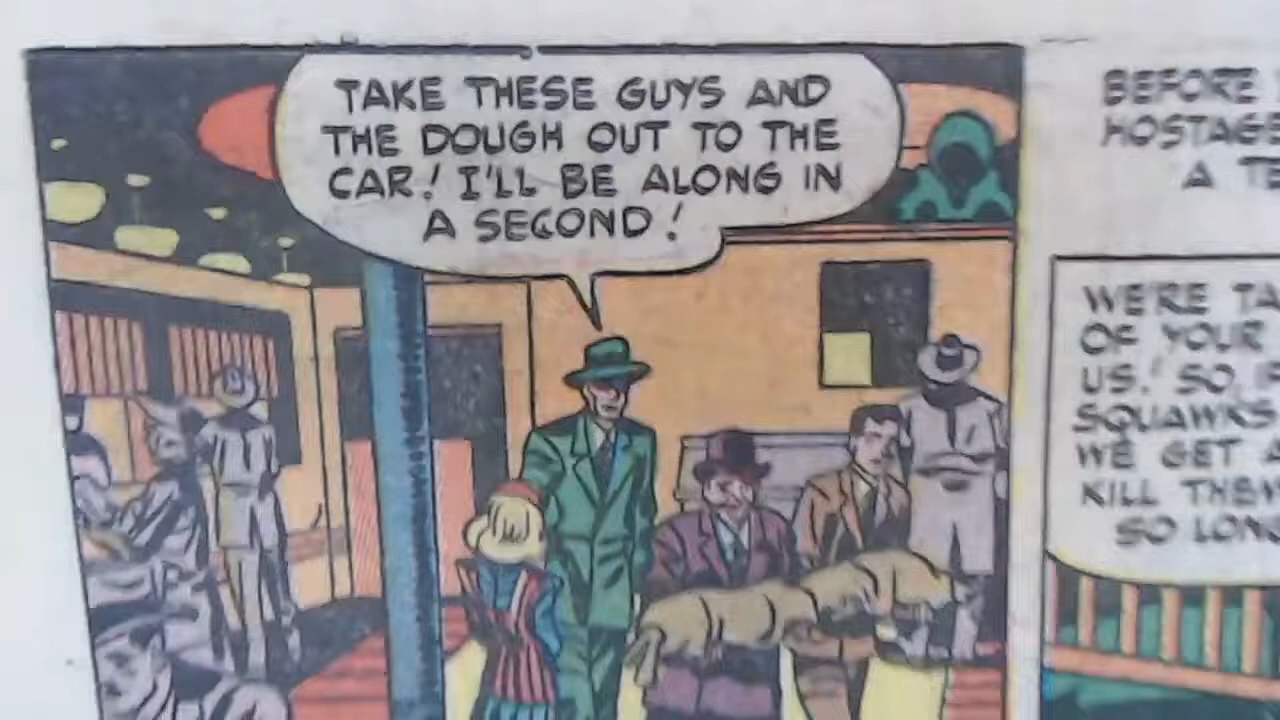 TAKE THESE GUYS AND
THE DOUGH OUT TO THE
CAR! I'LL BE ALONG IN
A SECOND!
BEFORE
HOSTAGE
A
WE'RE
OF YOUR
US! SO,
SQUAWKS
WE GET
KILL
SO